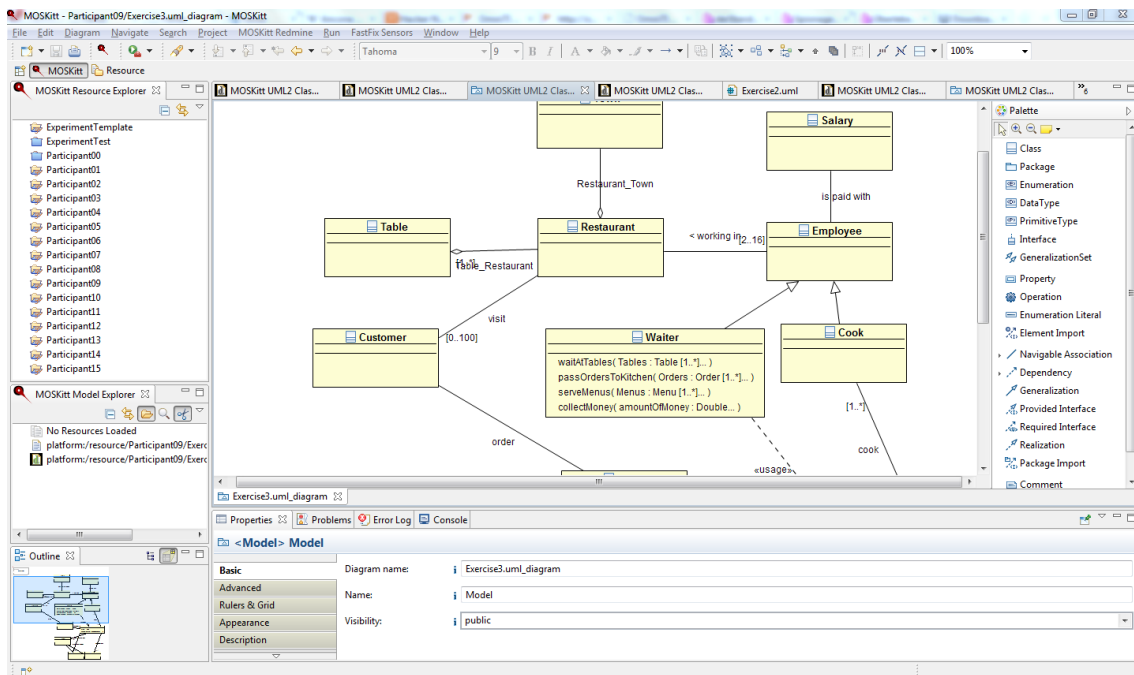 MOSKitt - Participant09/Exercise3.uml_diagram - MOSKitt
File Edit Diagram Navigate Search Project MOSKitt Redmine Run FastFix Sensors Window Help
Tahoma 9 B I A 100%
MOSKitt Resource
MOSKitt Resource Explorer
ExperimentTemplate
ExperimentTest
Participant00
Participant01
Participant02
Participant03
Participant04
Participant05
Participant06
Participant07
Participant08
Participant09
Participant10
Participant11
Participant12
Participant13
Participant14
Participant15
MOSKitt Model Explorer
No Resources Loaded
platform:/resource/Participant09/Exerc
platform:/resource/Participant09/Exerc
Outline
MOSKitt UML2 Clas... MOSKitt UML2 Clas... MOSKitt UML2 Clas... MOSKitt UML2 Clas... Exercise2.uml MOSKitt UML2 Clas... MOSKitt UML2 Clas... »6
Town
Salary
Restaurant_Town
is paid with
Table
Restaurant
< working in
[2..16]
Employee
[1..*]
Table_Restaurant
visit
Customer
[0..100]
Waiter
waitAtTables( Tables : Table [1..*]... )
passOrdersToKitchen( Orders : Order [1..*]... )
serveMenus( Menus : Menu [1..*]... )
collectMoney( amountOfMoney : Double... )
Cook
[1..*]
order
cook
«usage»
Palette
Class
Package
Enumeration
DataType
PrimitiveType
Interface
GeneralizationSet
Property
Operation
Enumeration Literal
Element Import
Navigable Association
Dependency
Generalization
Provided Interface
Required Interface
Realization
Package Import
Comment
Exercise3.uml_diagram
Properties Problems Error Log Console
<Model> Model
Basic
Advanced
Rulers & Grid
Appearance
Description
Diagram name: Exercise3.uml_diagram
Name: Model
Visibility: public